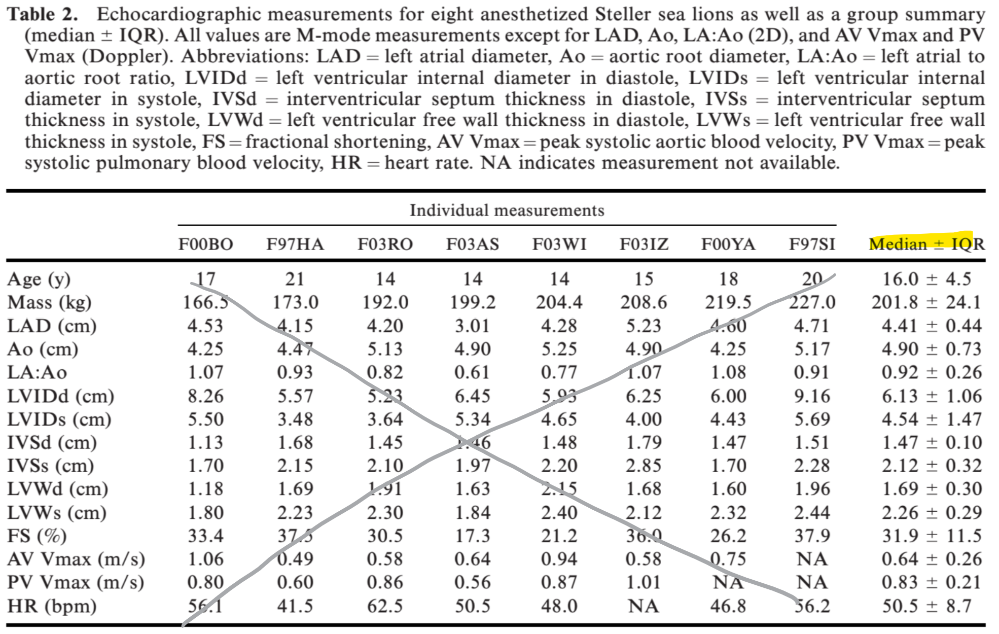 Table 2. Echocardiographic measurements for eight anesthetized Steller sea lions as well as a group summary
(median ± IQR). All values are M-mode measurements except for LAD, Ao, LA:Ao (2D), and AV Vmax and PV
Vmax (Doppler). Abbreviations: LAD = left atrial diameter, Ao = aortic root diameter, LA:Ao = left atrial to
aortic root ratio, LVIDd = left ventricular internal diameter in diastole, LVIDs = left ventricular internal
diameter in systole, IVSd = interventricular septum thickness in diastole, IVSs = interventricular septum
thickness in systole, LVWd = left ventricular free wall thickness in diastole, LVWs = left ventricular free wall
thickness in systole, FS = fractional shortening, AV Vmax = peak systolic aortic blood velocity, PV Vmax = peak
systolic pulmonary blood velocity, HR = heart rate. NA indicates measurement not available.
Individual measurements
F00BO F97HA F03RO F03AS F03WI F03IZ F00YA F97SI Median ± IQR
Age (y) 17 21 14 14 14 15 18 20 16.0 ± 4.5
Mass (kg) 166.5 173.0 192.0 199.2 204.4 208.6 219.5 227.0 201.8 ± 24.1
LAD (cm) 4.53 4.15 4.20 3.01 4.28 5.23 4.60 4.71 4.41 ± 0.44
Ao (cm) 4.25 4.47 5.13 4.90 5.25 4.90 4.25 5.17 4.90 ± 0.73
LA:Ao 1.07 0.93 0.82 0.61 0.77 1.07 1.08 0.91 0.92 ± 0.26
LVIDd (cm) 8.26 5.57 5.23 6.45 5.93 6.25 6.00 9.16 6.13 ± 1.06
LVIDs (cm) 5.50 3.48 3.64 5.34 4.65 4.00 4.43 5.69 4.54 ± 1.47
IVSd (cm) 1.13 1.68 1.45 1.46 1.48 1.79 1.47 1.51 1.47 ± 0.10
IVSs (cm) 1.70 2.15 2.10 1.97 2.20 2.85 1.70 2.28 2.12 ± 0.32
LVWd (cm) 1.18 1.69 1.91 1.63 2.15 1.68 1.60 1.96 1.69 ± 0.30
LVWs (cm) 1.80 2.23 2.30 1.84 2.40 2.12 2.32 2.44 2.26 ± 0.29
FS (%) 33.4 37.5 30.5 17.3 21.2 36.0 26.2 37.9 31.9 ± 11.5
AV Vmax (m/s) 1.06 0.49 0.58 0.64 0.94 0.58 0.75 NA 0.64 ± 0.26
PV Vmax (m/s) 0.80 0.60 0.86 0.56 0.87 1.01 NA NA 0.83 ± 0.21
HR (bpm) 56.1 41.5 62.5 50.5 48.0 NA 46.8 56.2 50.5 ± 8.7